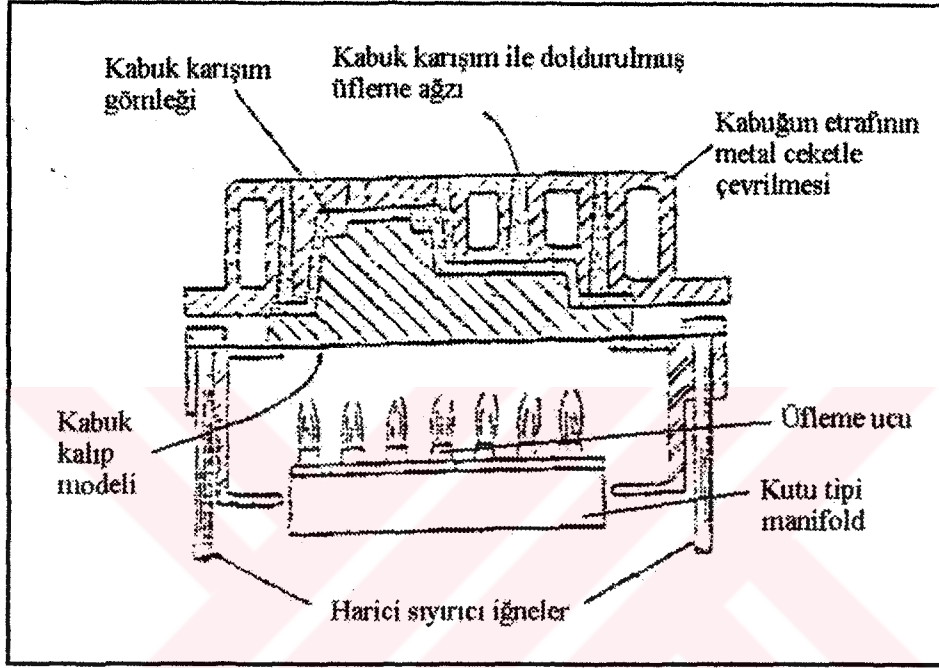 Kabuk karışım
gömleği
Kabuk karışım ile doldurulmuş
üfleme ağzı
Kabuğun etrafının
metal ceketle
çevrilmesi
Kabuk
kalıp
modeli
Üfleme ucu
Kutu tipi
manifold
Harici sıyırıcı iğneler